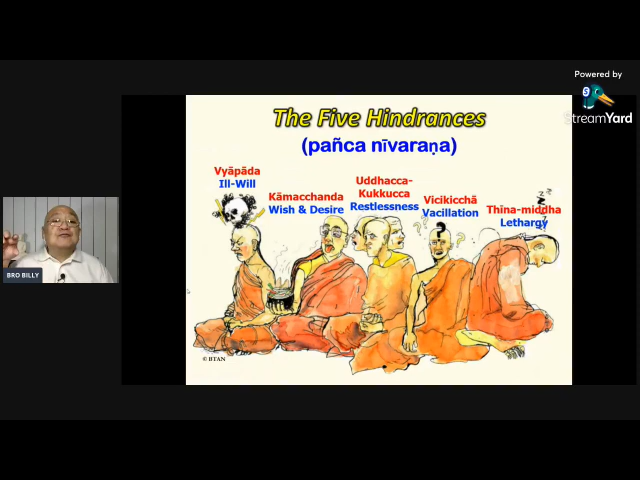 Powered by
StreamYard
The Five Hindrances
(pañca nīvaraṇa)
Vyāpāda
Ill-Will
Kāmacchanda
Wish & Desire
Uddhacca-
Kukkucca
Restlessness
Vicikicchā
Vacillation
Thīna-middha
Lethargy
z
z
z
?
?
?
S
BRO BILLY
© BTAN